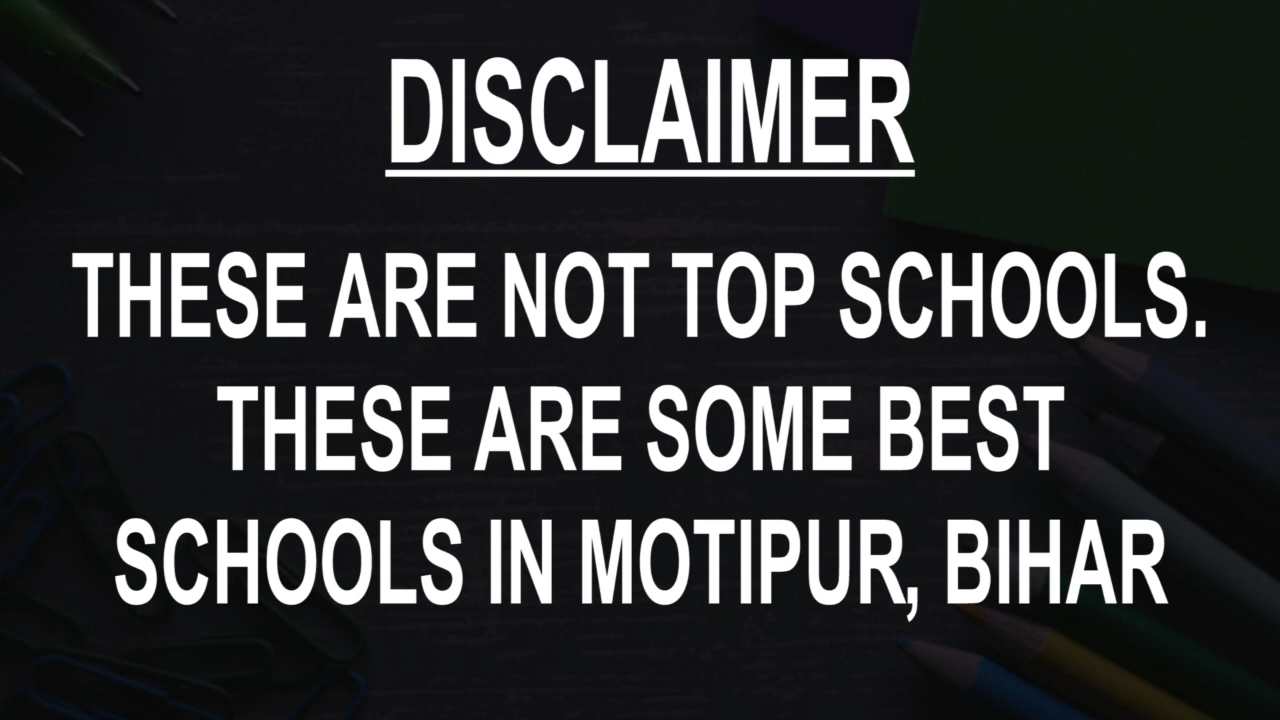 DISCLAIMER
THESE ARE NOT TOP SCHOOLS.
THESE ARE SOME BEST
SCHOOLS IN MOTIPUR, BIHAR